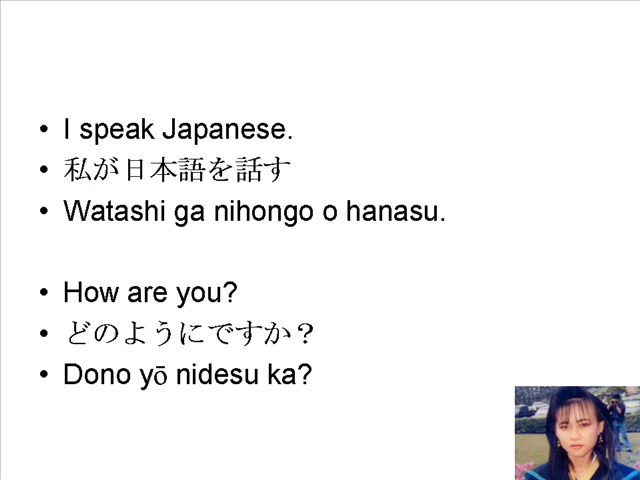 • I speak Japanese.
• 私が日本語を話す
• Watashi ga nihongo o hanasu.
• How are you?
• どのようにですか？
• Dono yō nidesu ka?